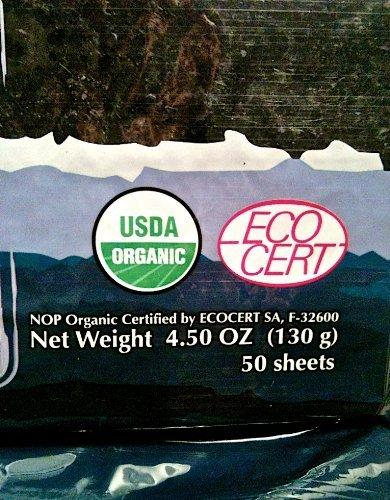 USDA
ORGANIC
ECO
CERT
NOP Organic Certified by ECOCERT SA, F-32600
Net Weight 4.50 OZ (130 g)
50 sheets